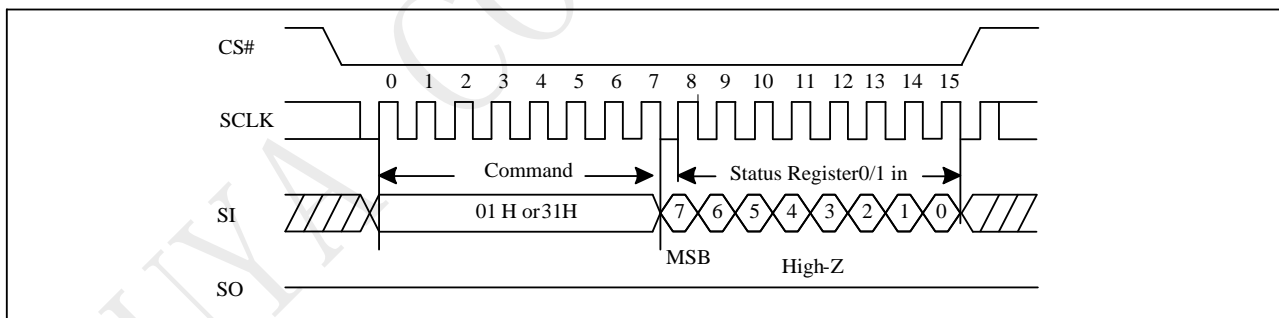 CS#
0 1 2 3 4 5 6 7 8 9 10 11 12 13 14 15
SCLK
Command Status Register0/1 in
SI 01 H or31H 7 6 5 4 3 2 1 0
MSB High-Z
SO